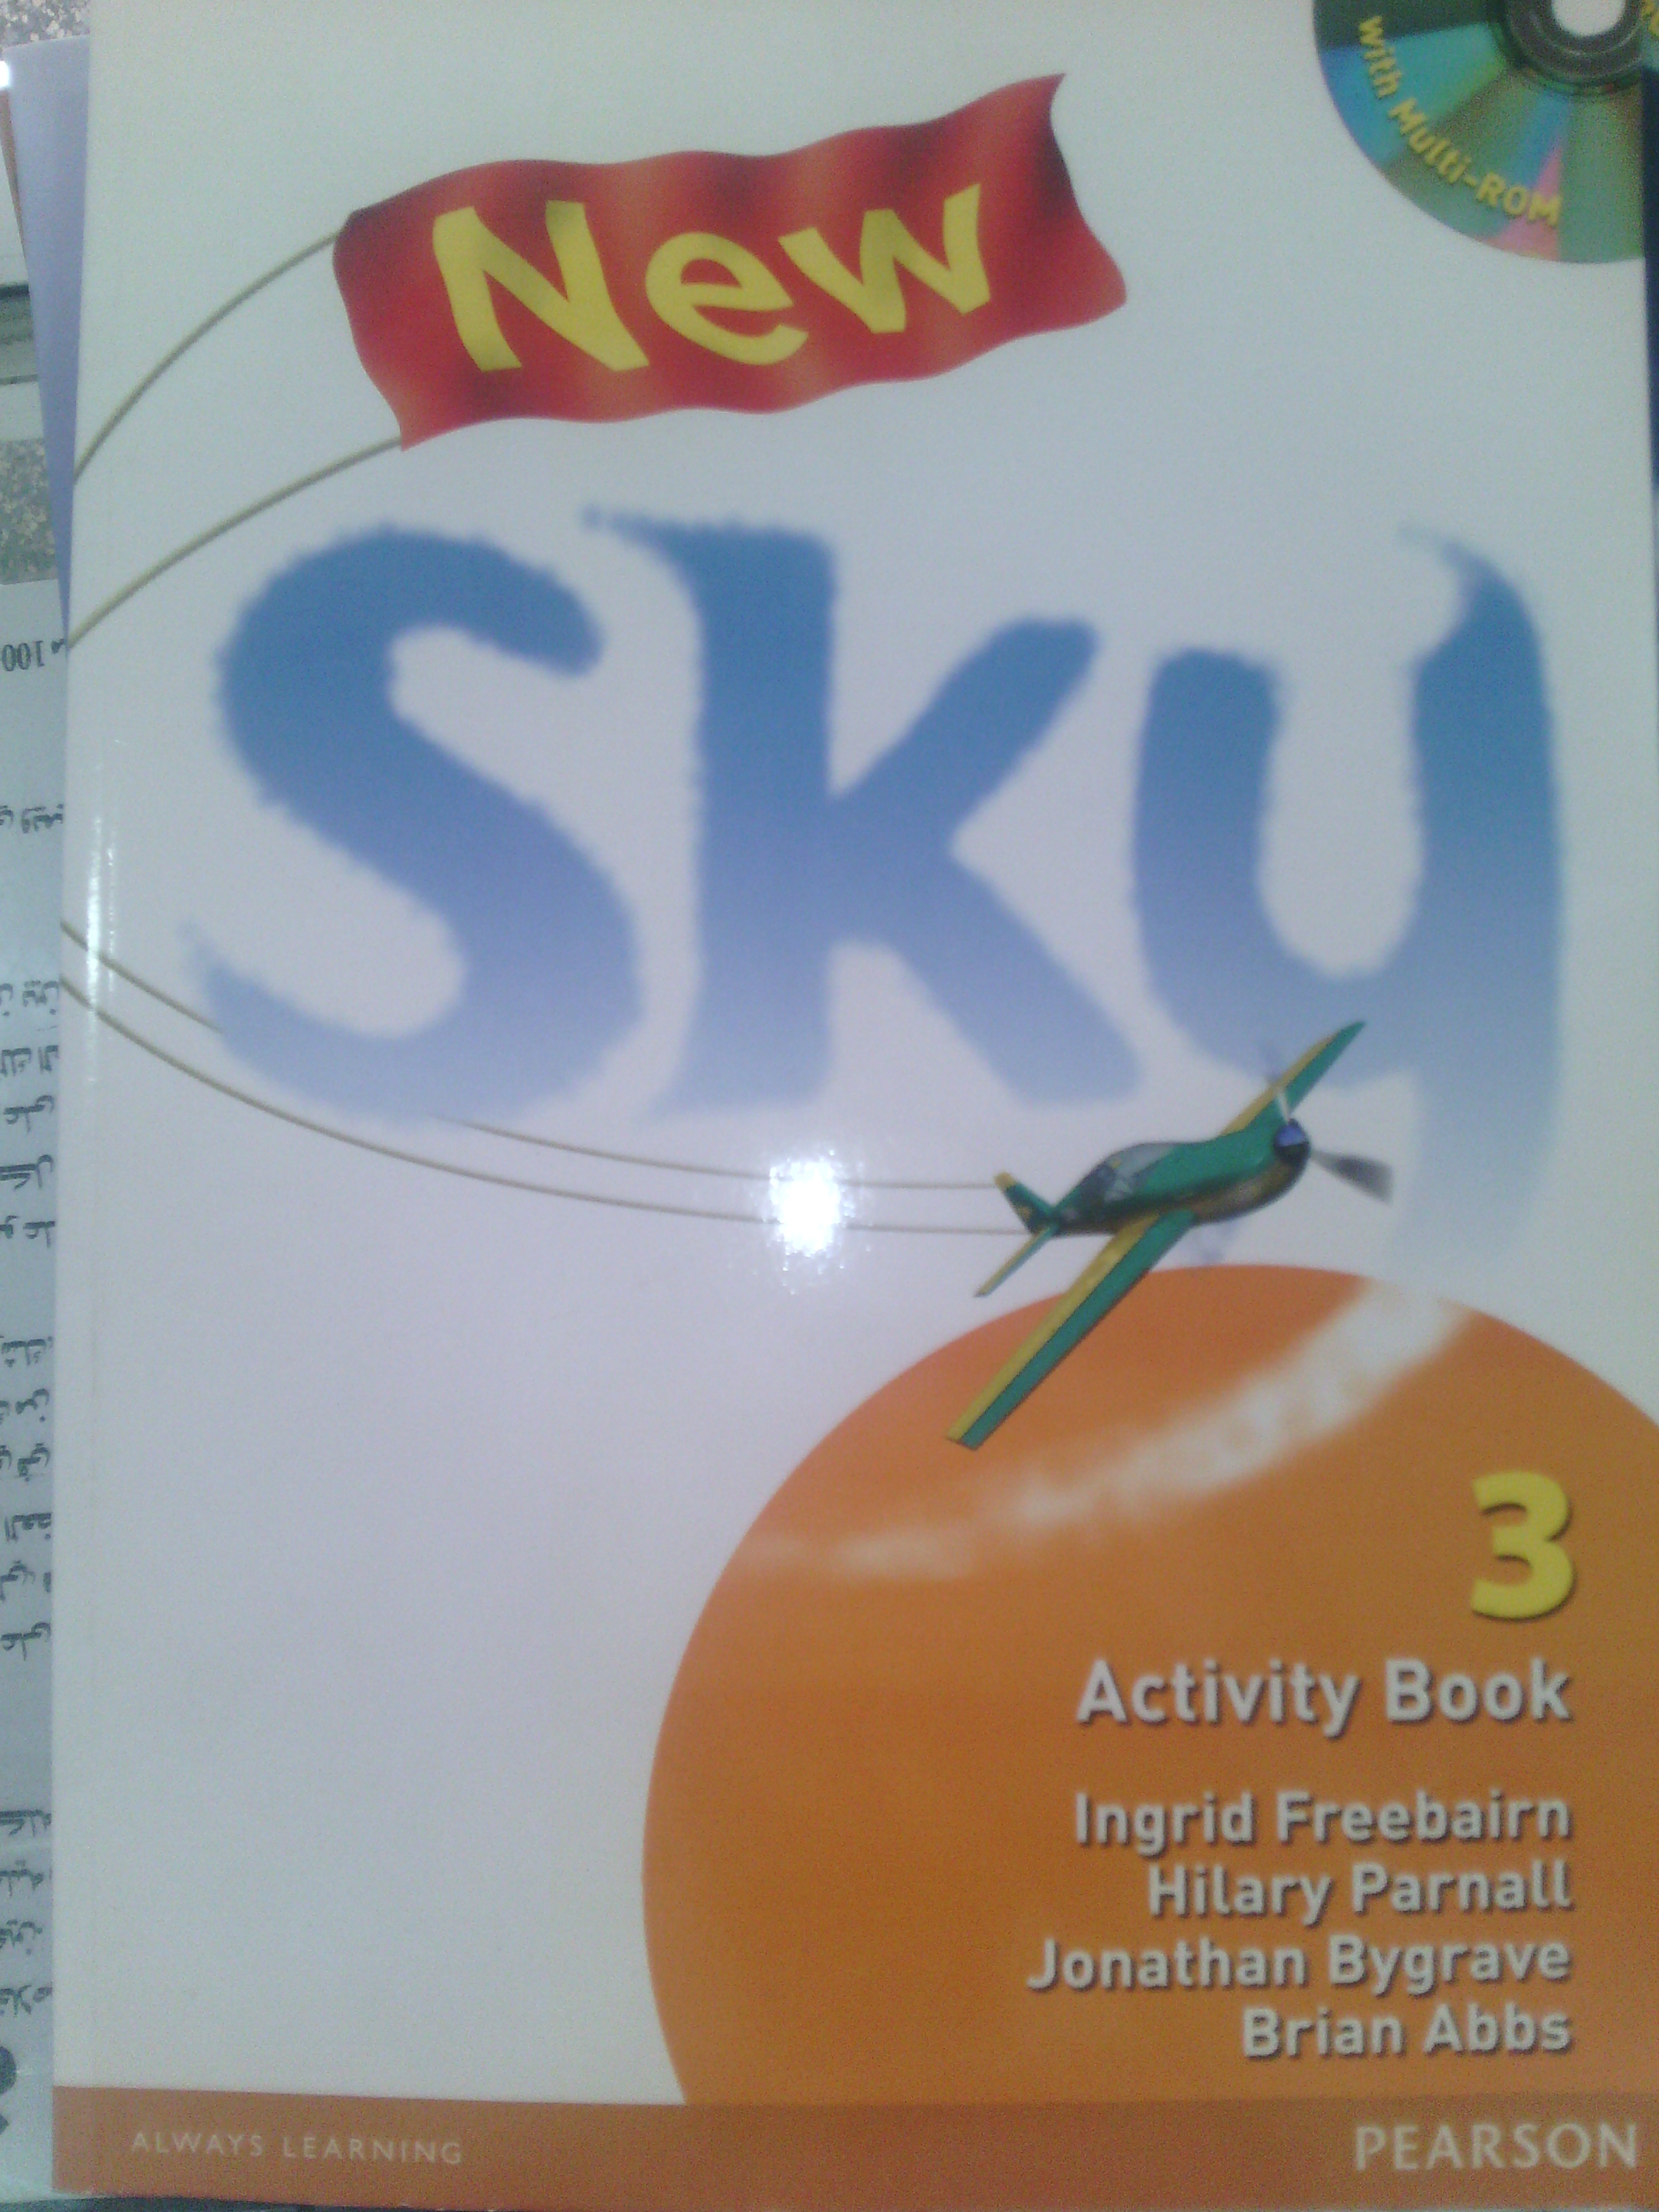 with Multi-ROM
New
Sky
3
Activity Book
Ingrid Freebairn
Hilary Parnall
Jonathan Bygrave
Brian Abbs
ALWAYS LEARNING
PEARSON
100